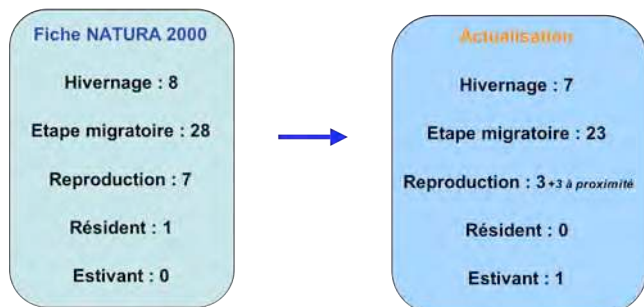 Fiche NATURA 2000
Hivernage : 8
Etape migratoire : 28
Reproduction : 7
Résident : 1
Estivant : 0
Actualisation
Hivernage : 7
Etape migratoire : 23
Reproduction : 3 +3 à proximité
Résident : 0
Estivant : 1